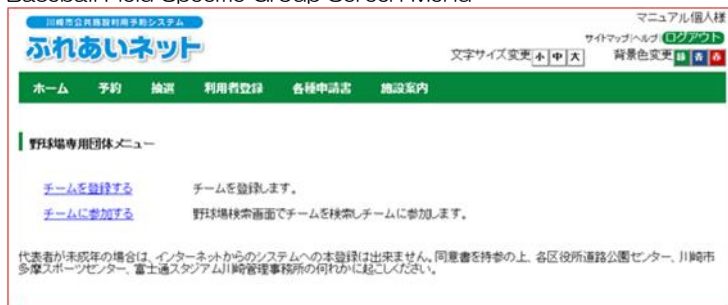 Baseball Field Specific Group Screen Menu
川崎市公共施設利用予約システム
マニュアル個人様
ふれあいネット
サイトマップ|ヘルプ|ログアウト
文字サイズ変更 小 中 大 背景色変更 緑 青 赤
ホーム 予約 抽選 利用者登録 各種申請書 施設案内
野球場専用団体メニュー
チームを登録する チームを登録します。
チームに参加する 野球場検索画面でチームを検索しチームに参加します。
代表者が未成年の場合は、インターネットからのシステムへの本登録は出来ません。同意書を持参の上、各区役所道路公園センター、川崎市
多摩スポーツセンター、富士通スタジアム川崎管理事務所の何れかに起こしください。